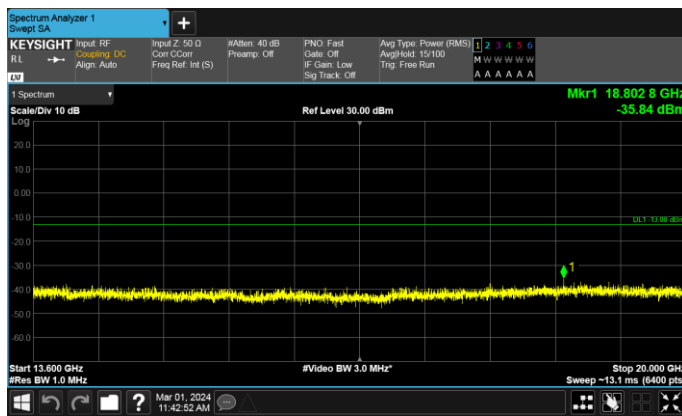 Spectrum Analyzer 1
Swept SA
KEYSIGHT
RL
LXI
Input: RF
Coupling: DC
Align: Auto
Input Z: 50 Ω
Corr CCorr
Freq Ref: Int (S)
#Atten: 40 dB
Preamp: Off
PNO: Fast
Gate: Off
IF Gain: Low
Sig Track: Off
Avg Type: Power (RMS)
Avg|Hold: 15/100
Trig: Free Run
1 2 3 4 5 6
M W W W W W
A A A A A A
1 Spectrum
Mkr1 18.802 8 GHz
Scale/Div 10 dB
Ref Level 30.00 dBm
-35.84 dBm
Log
20.0
10.0
0.00
-10.0
DL1 -13.00 dBm
-20.0
-30.0
1
-40.0
-50.0
-60.0
Start 13.600 GHz
#Video BW 3.0 MHz*
Stop 20.000 GHz
#Res BW 1.0 MHz
Sweep ~13.1 ms (6400 pts)
Mar 01, 2024
11:42:52 AM